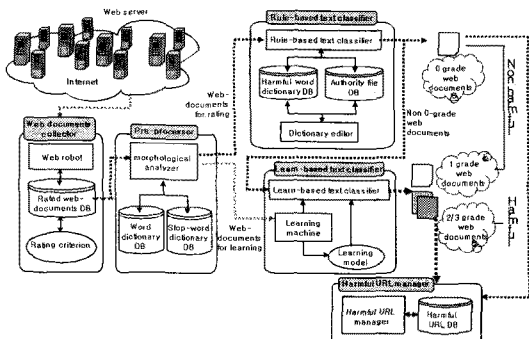 Web server
Internet
Web documents
collector
Web robot
Rated web-
documents DB
Rating criterion
Pre-processor
morphological
analyzer
Word
dictionary
DB
Stop-word
dictionary
DB
Web-
documents
for rating
Web-
documents
for learning
Rule-based text classifier
Rule-based text classifier
Harmful word
dictionary DB
Authority file
DB
Dictionary editor
Non 0-grade web
documents
Learn-based text classifier
Learn-based text classifier
Learning
machine
Learning
model
0 grade
web
documents
1 grade
web
documents
2/3 grade
web
documents
Non harmful
Harmful
Harmful URL manager
Harmful URL
manager
Harmful
URL DB